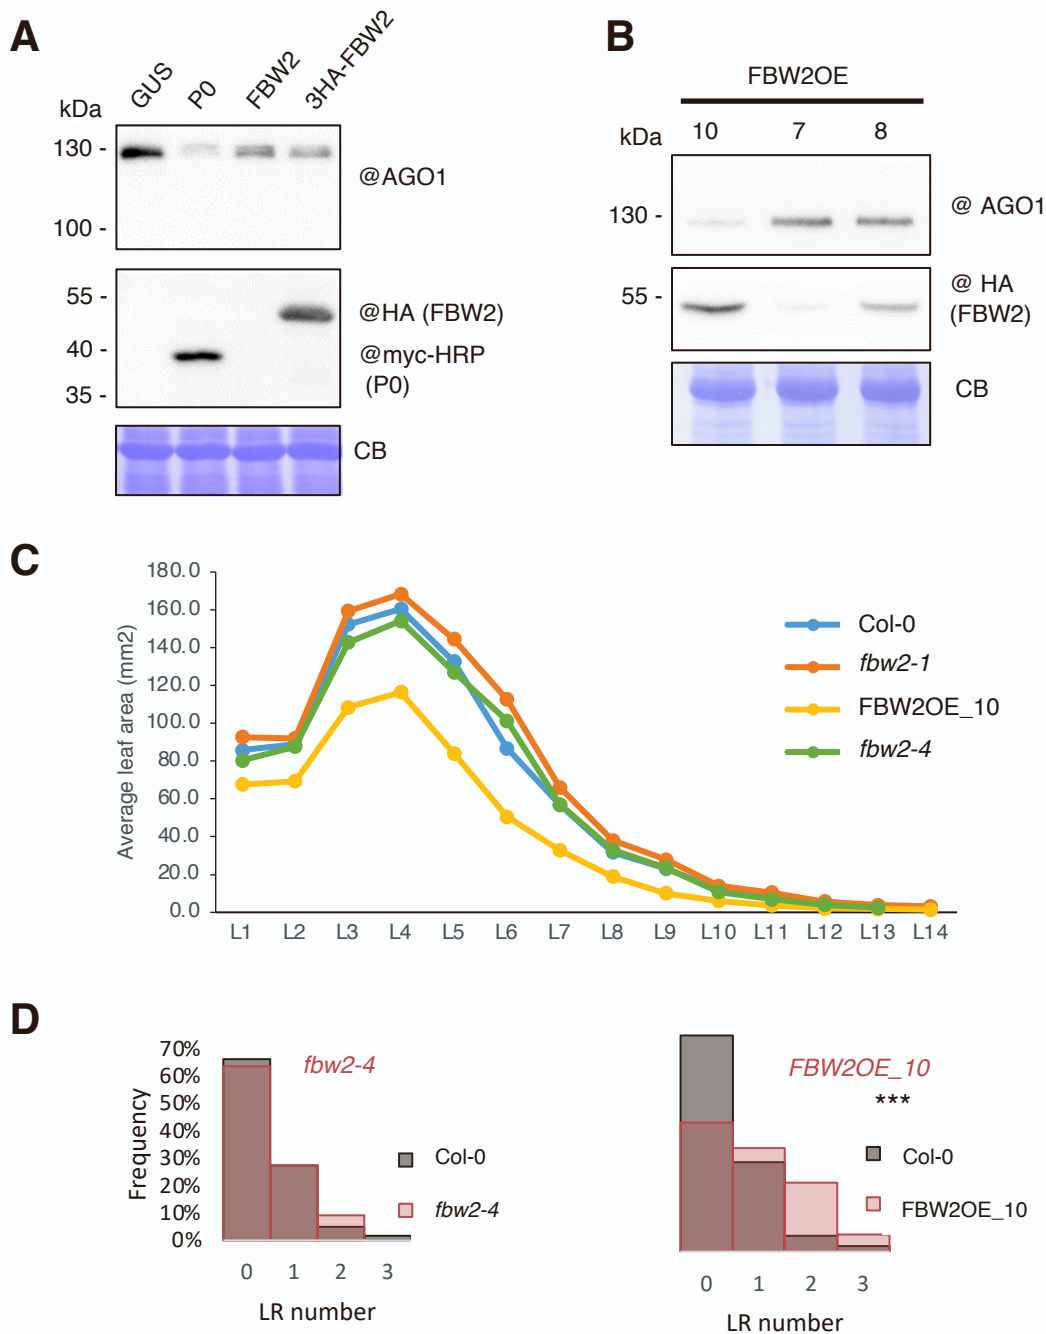 A
GUS
P0
FBW2
3HA-FBW2
kDa
130 -
100 -
@AGO1
55 -
40 -
35 -
@HA (FBW2)
@myc-HRP
(P0)
CB
B
FBW2OE
kDa
10
7
8
130 -
@ AGO1
55 -
@ HA
(FBW2)
CB
C
Average leaf area (mm2)
180.0
160.0
140.0
120.0
100.0
80.0
60.0
40.0
20.0
0.0
L1
L2
L3
L4
L5
L6
L7
L8
L9
L10
L11
L12
L13
L14
Col-0
fbw2-1
FBW2OE_10
fbw2-4
D
Frequency
70%
60%
50%
40%
30%
20%
10%
0%
fbw2-4
Col-0
fbw2-4
0
1
2
3
LR number
FBW2OE_10
***
Col-0
FBW2OE_10
0
1
2
3
LR number